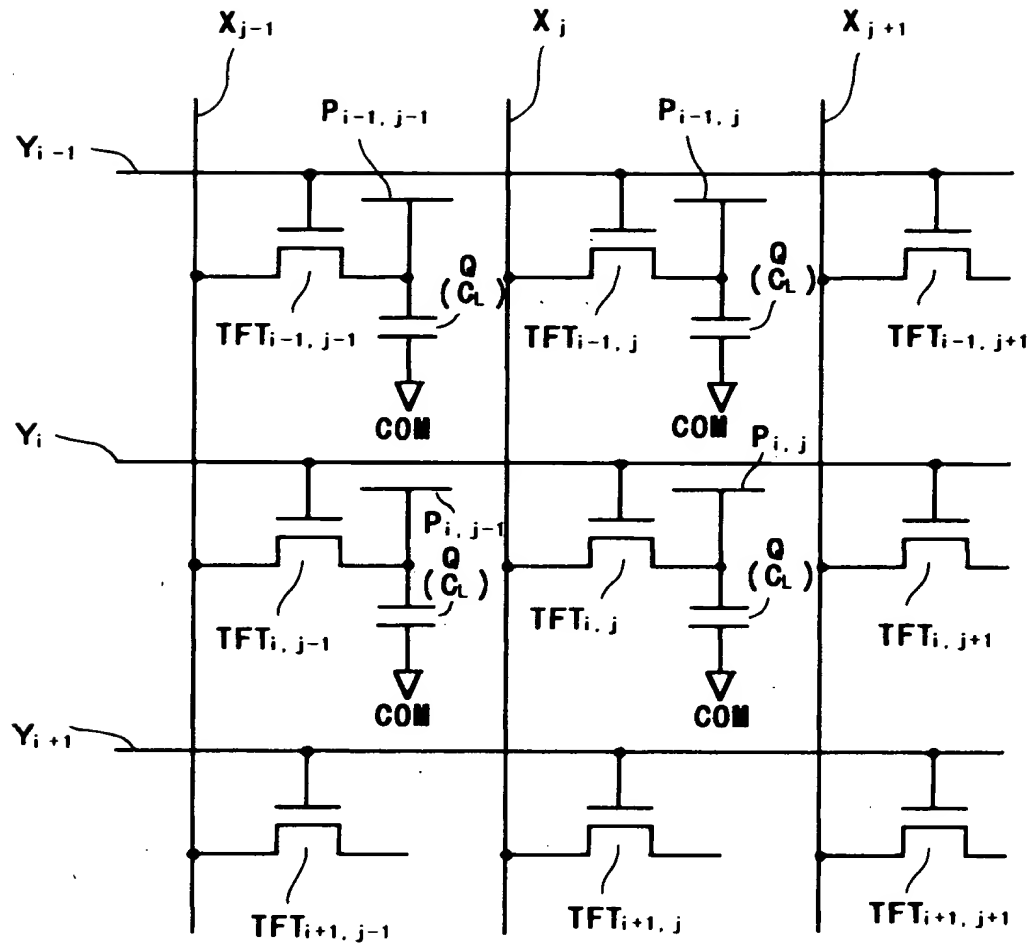 Xj-1 Xj Xj+1
Pi-1, j-1 Pi-1, j
Yi-1
Q Q
(CL) (CL)
TFTi-1, j-1 TFTi-1, j TFTi-1, j+1
COM COM
Yi Pi, j
Pi, j-1
Q Q
(CL) (CL)
TFTi, j-1 TFTi, j TFTi, j+1
COM COM
Yi+1
TFTi+1, j-1 TFTi+1, j TFTi+1, j+1